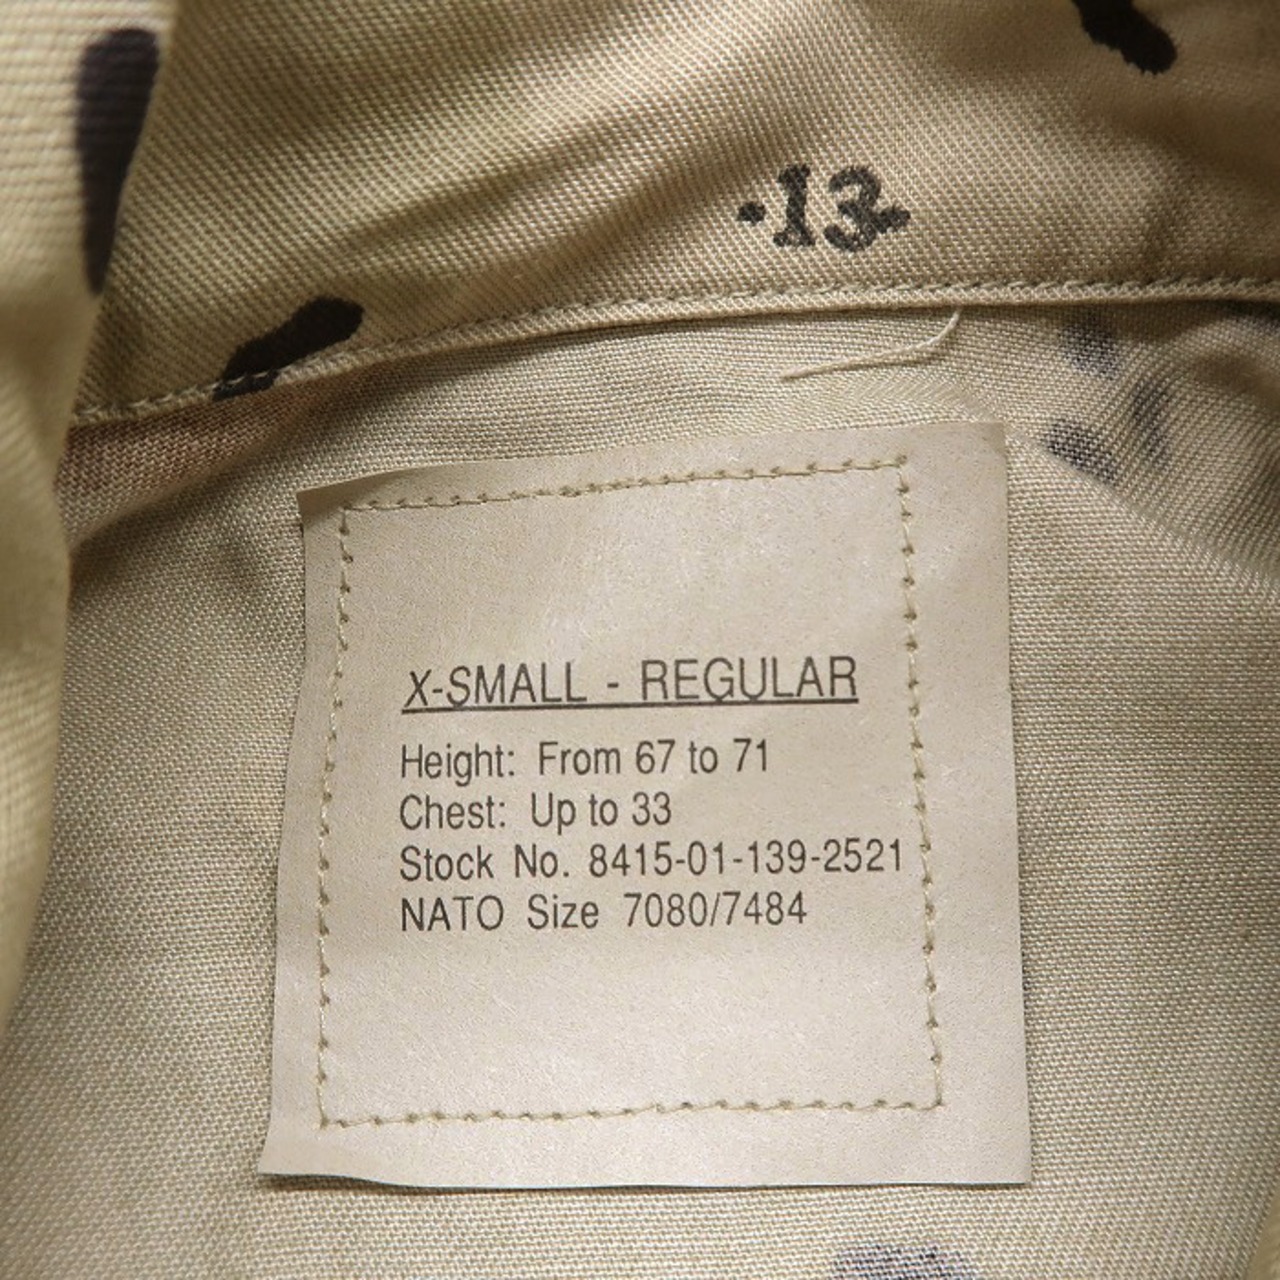 ·13·
X-SMALL - REGULAR
Height: From 67 to 71
Chest: Up to 33
Stock No. 8415-01-139-2521
NATO Size 7080/7484